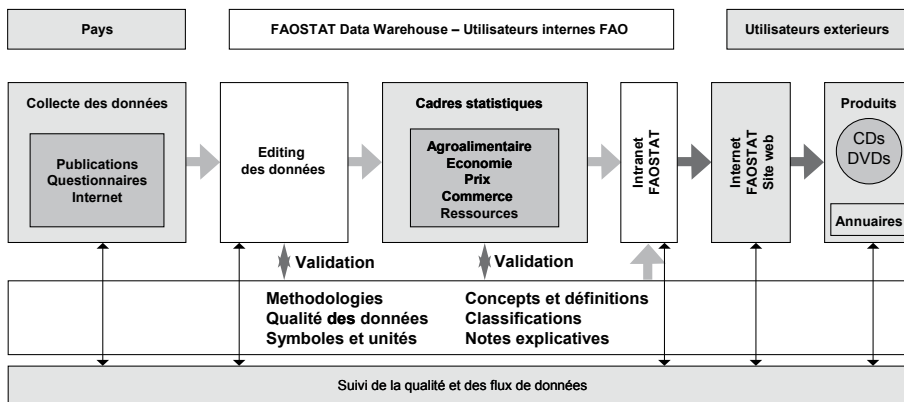 Pays
FAOSTAT Data Warehouse – Utilisateurs internes FAO
Utilisateurs exterieurs
Collecte des données
Publications
Questionnaires
Internet
Editing
des données
Cadres statistiques
Agroalimentaire
Economie
Prix
Commerce
Ressources
Intranet
FAOSTAT
Internet
FAOSTAT
Site web
Produits
CDs
DVDs
Annuaires
Validation
Validation
Methodologies
Qualité des données
Symboles et unités
Concepts et définitions
Classifications
Notes explicatives
Suivi de la qualité et des flux de données